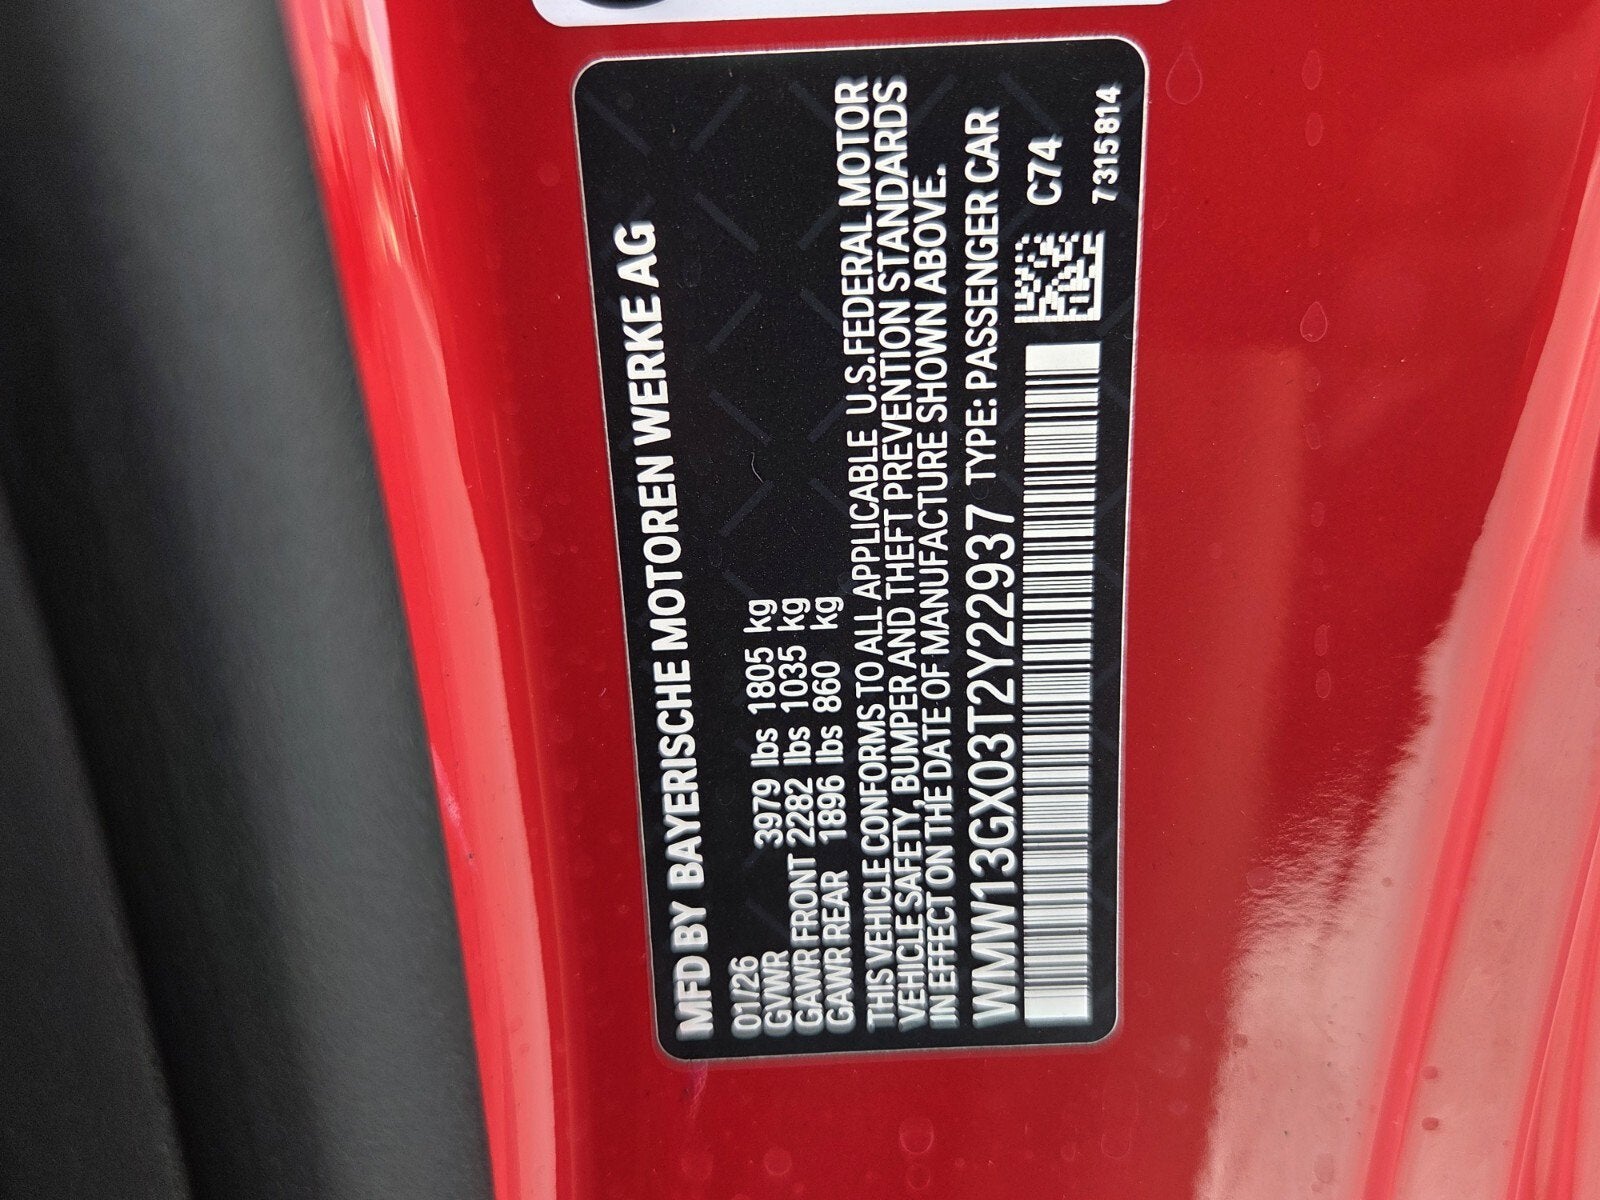 MFD BY BAYERISCHE MOTOREN WERKE AG
01/26
GVWR 3979 lbs 1805 kg
GAWR FRONT 2282 lbs 1035 kg
GAWR REAR 1896 lbs 860 kg
THIS VEHICLE CONFORMS TO ALL APPLICABLE U.S.FEDERAL MOTOR
VEHICLE SAFETY, BUMPER AND THEFT PREVENTION STANDARDS
IN EFFECT ON THE DATE OF MANUFACTURE SHOWN ABOVE.
WMW13GX03T2Y22937 TYPE: PASSENGER CAR
C74
7315814